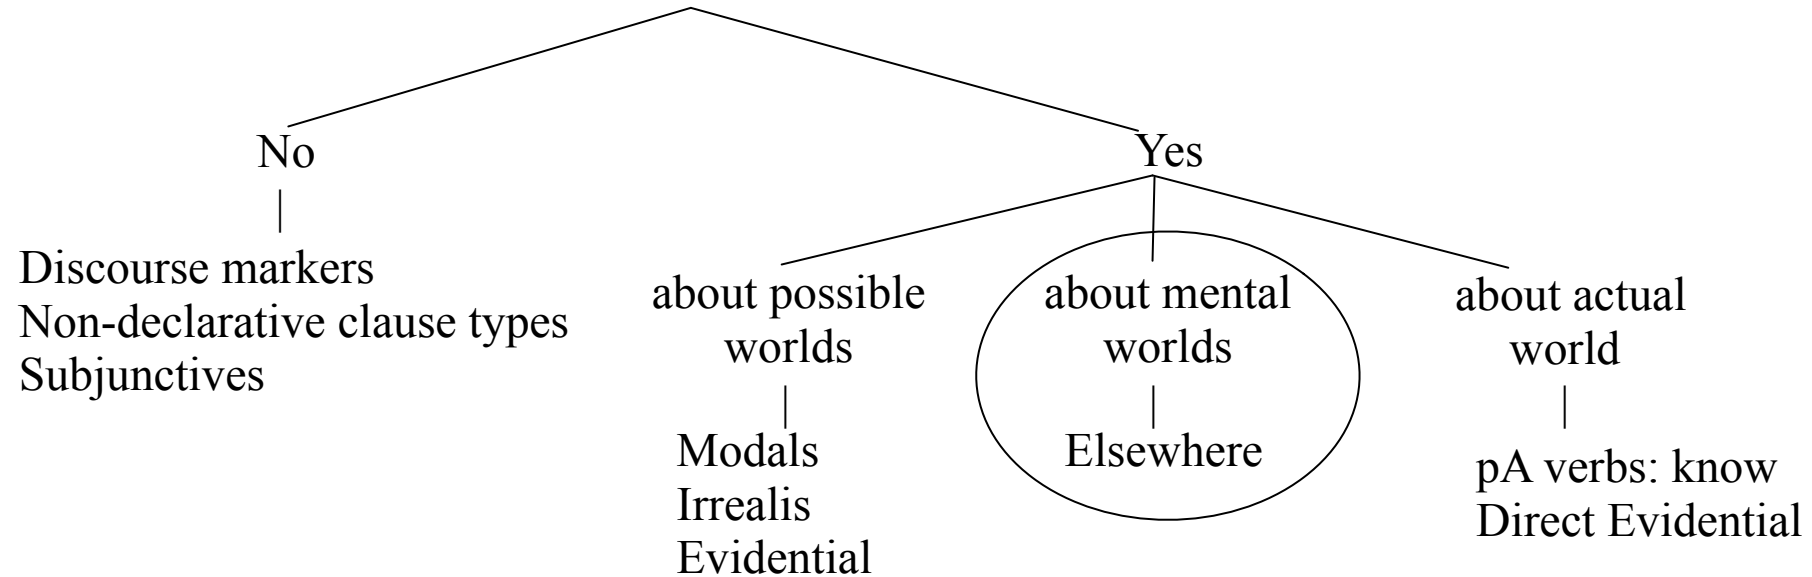 No
Yes
Discourse markers
Non-declarative clause types
Subjunctives
about possible
worlds
Modals
Irrealis
Evidential
about mental
worlds
Elsewhere
about actual
world
pA verbs: know
Direct Evidential